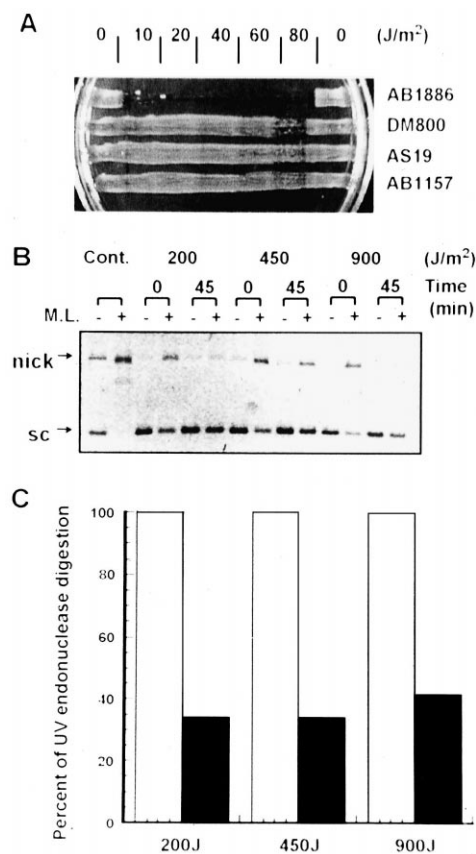 A
0 10 20 40 60 80 0 (J/m²)
AB1886
DM800
AS19
AB1157
B
Cont. 200 450 900 (J/m²)
0 45 0 45 0 45 Time
(min)
M.L. - + - + - + - + - + - + - +
nick→
sc→
C
Percent of UV endonuclease digestion
100
80
60
40
20
0
200J 450J 900J